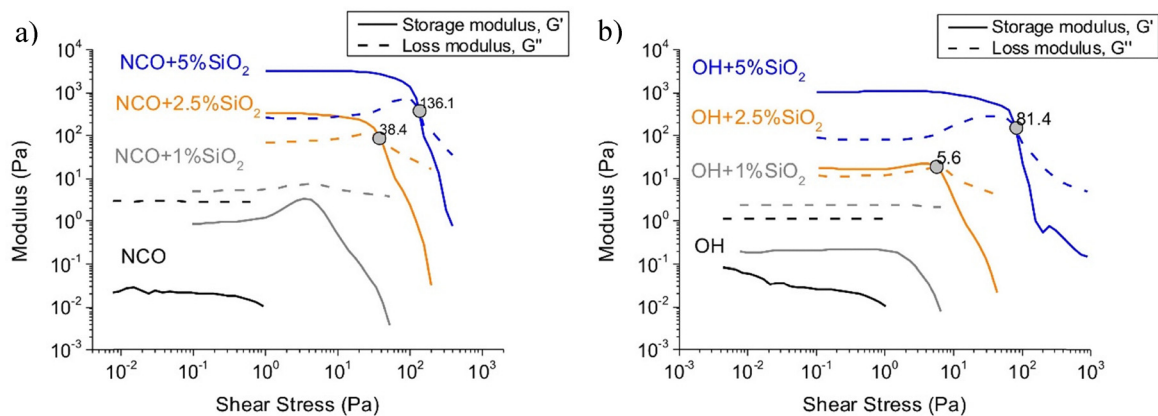 a)
Storage modulus, G'
Loss modulus, G''
10^4
10^3
10^2
10^1
10^0
10^-1
10^-2
10^-3
Modulus (Pa)
NCO+5%SiO₂
NCO+2.5%SiO₂
NCO+1%SiO₂
NCO
136.1
38.4
10^-2
10^-1
10^0
10^1
10^2
10^3
Shear Stress (Pa)
b)
Storage modulus, G'
Loss modulus, G''
10^4
10^3
10^2
10^1
10^0
10^-1
10^-2
10^-3
Modulus (Pa)
OH+5%SiO₂
OH+2.5%SiO₂
OH+1%SiO₂
OH
81.4
5.6
10^-3
10^-2
10^-1
10^0
10^1
10^2
10^3
Shear Stress (Pa)